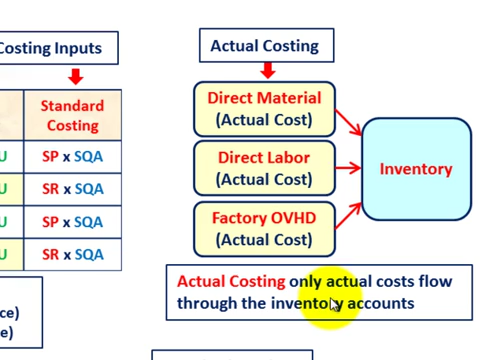 Costing Inputs
Standard
Costing
U SP x SQA
U SR x SQA
U SP x SQA
U SR x SQA
ce)
e)
Actual Costing
Direct Material
(Actual Cost)
Direct Labor
(Actual Cost)
Factory OVHD
(Actual Cost)
Inventory
Actual Costing only actual costs flow
through the inventory accounts